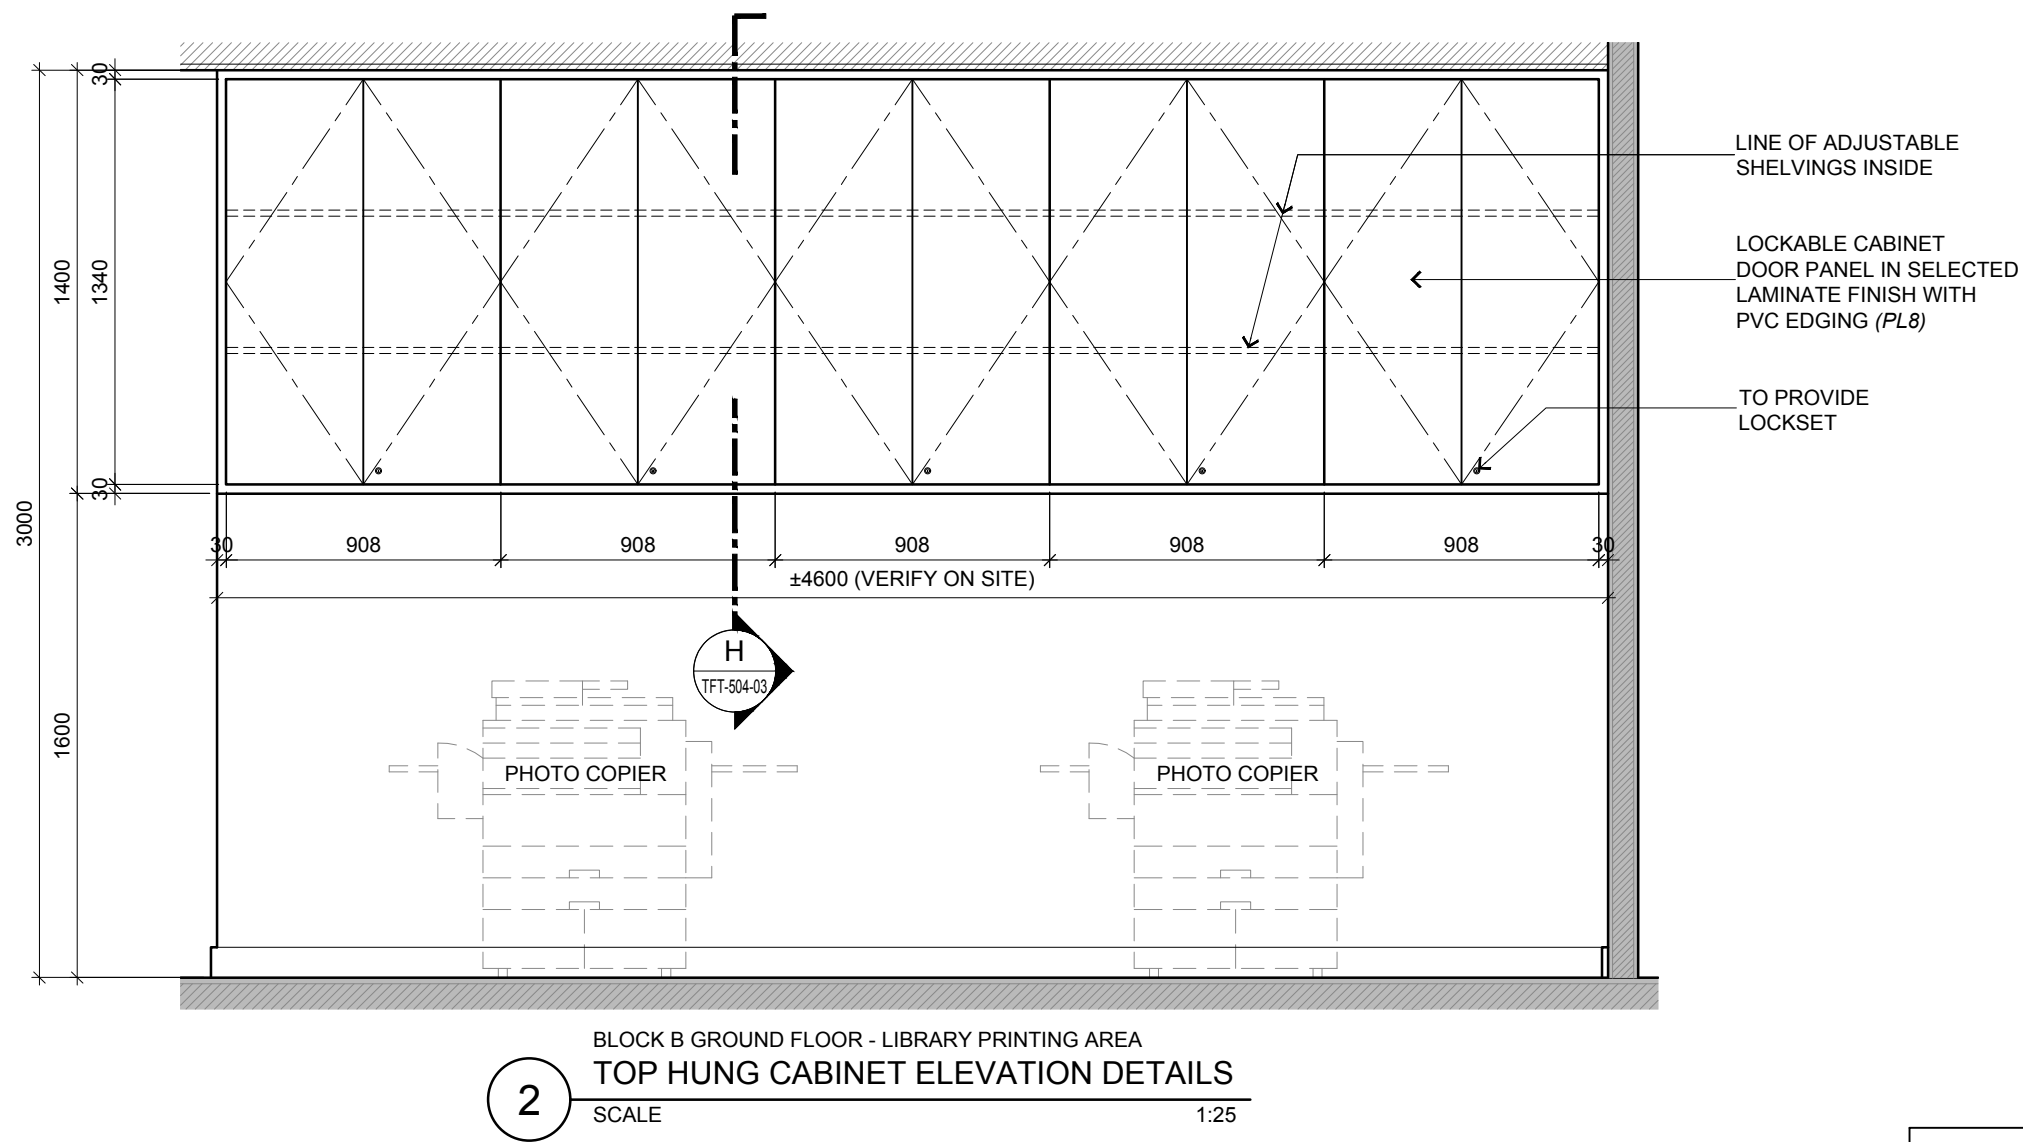 30
LINE OF ADJUSTABLE
SHELVINGS INSIDE
LOCKABLE CABINET
DOOR PANEL IN SELECTED
LAMINATE FINISH WITH
PVC EDGING (PL8)
1400
1340
TO PROVIDE
LOCKSET
30
3000
30 908 908 908 908 908 30
±4600 (VERIFY ON SITE)
H
TFT-504-03
1600
PHOTO COPIER PHOTO COPIER
BLOCK B GROUND FLOOR - LIBRARY PRINTING AREA
2 TOP HUNG CABINET ELEVATION DETAILS
SCALE 1:25